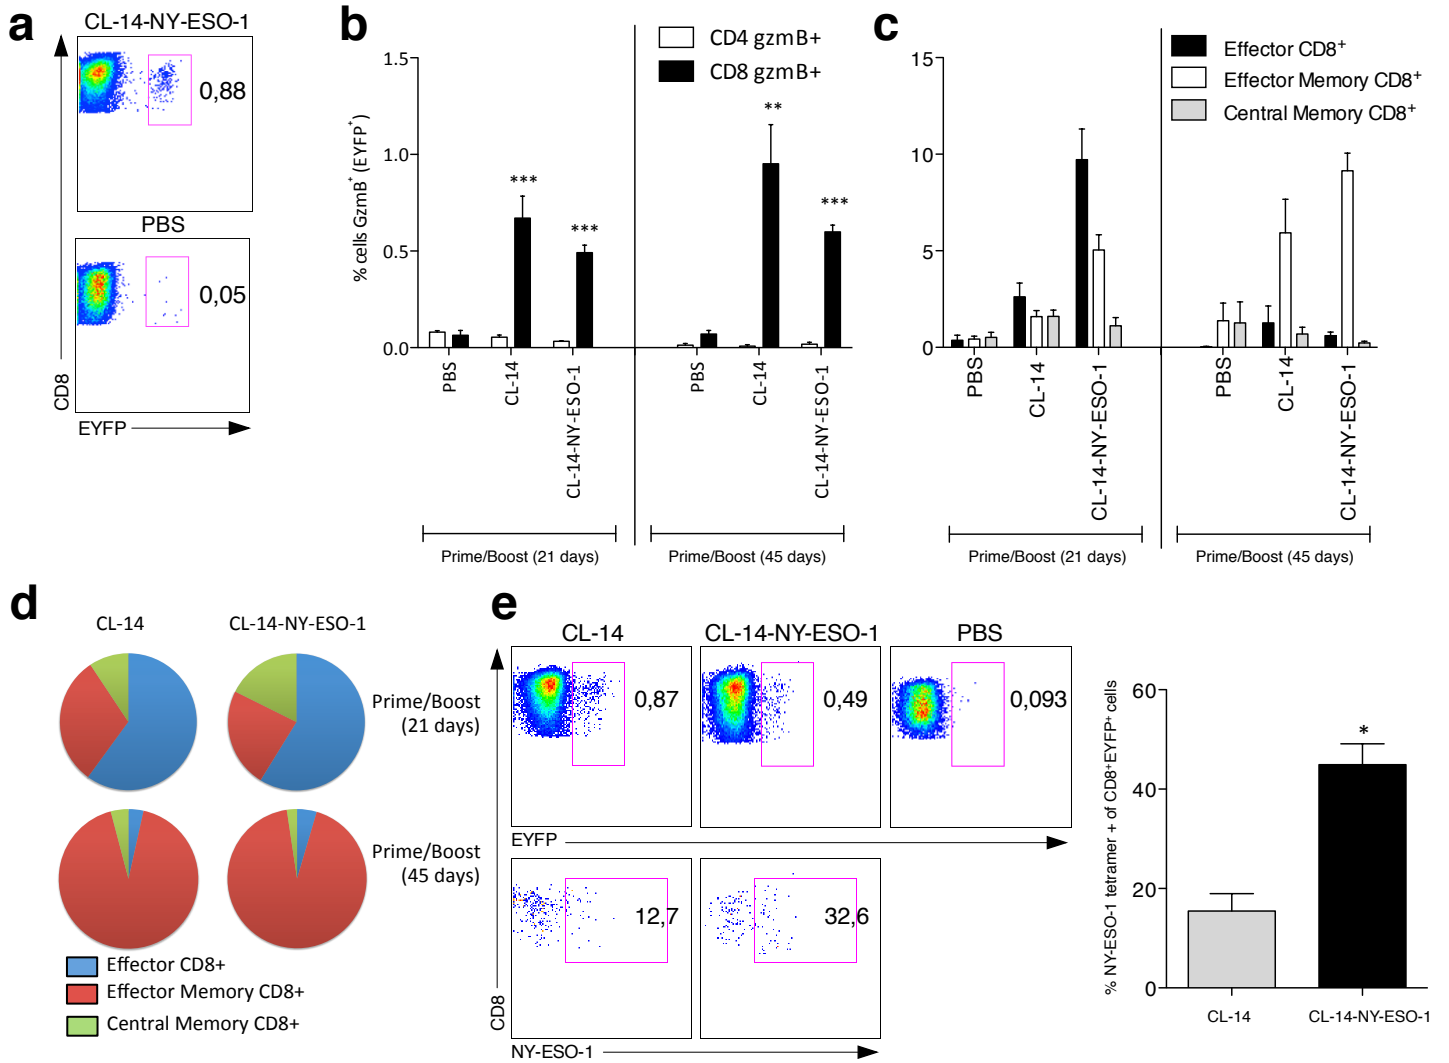 a
CL-14-NY-ESO-1
0,88
PBS
0,05
CD8
EYFP
b
CD4 gzmB+
CD8 gzmB+
% cells GzmB+ (EYFP+)
1.5
1.0
0.5
0.0
***
***
**
***
PBS
CL-14
CL-14-NY-ESO-1
PBS
CL-14
CL-14-NY-ESO-1
Prime/Boost (21 days)
Prime/Boost (45 days)
c
Effector CD8+
Effector Memory CD8+
Central Memory CD8+
15
10
5
0
PBS
CL-14
CL-14-NY-ESO-1
PBS
CL-14
CL-14-NY-ESO-1
Prime/Boost (21 days)
Prime/Boost (45 days)
d
CL-14
CL-14-NY-ESO-1
Prime/Boost
(21 days)
Prime/Boost
(45 days)
Effector CD8+
Effector Memory CD8+
Central Memory CD8+
e
CL-14
CL-14-NY-ESO-1
PBS
0,87
0,49
0,093
EYFP
12,7
32,6
CD8
NY-ESO-1
% NY-ESO-1 tetramer + of CD8+EYFP+ cells
60
40
20
0
*
CL-14
CL-14-NY-ESO-1